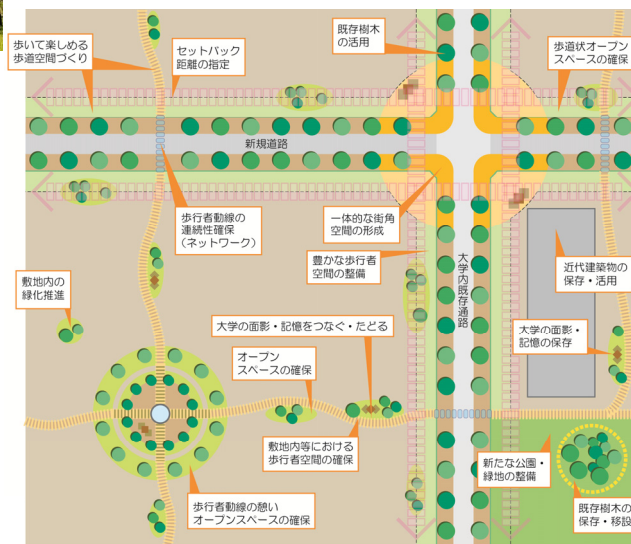 歩いて楽しめる
歩道空間づくり
セットバック
距離の指定
既存樹木
の活用
歩道状オープン
スペースの確保
新規道路
歩行者動線の
連続性確保
（ネットワーク）
一体的な街角
空間の形成
豊かな歩行者
空間の整備
大学内既存通路
近代建築物の
保存・活用
敷地内の
緑化推進
大学の面影・記憶をつなぐ・たどる
大学の面影・
記憶の保存
オープン
スペースの確保
敷地内等における
歩行者空間の確保
新たな公園・
緑地の整備
歩行者動線の憩い
オープンスペースの確保
既存樹木の
保存・移設